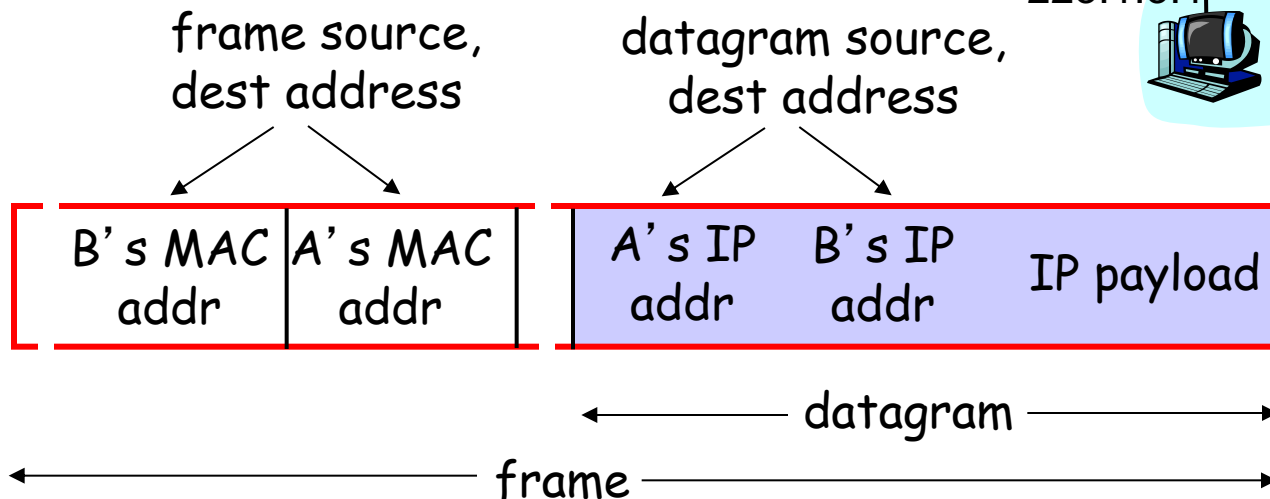 frame source,
dest address
datagram source,
dest address
B's MAC
addr
A's MAC
addr
A's IP
addr
B's IP
addr
IP payload
datagram
frame